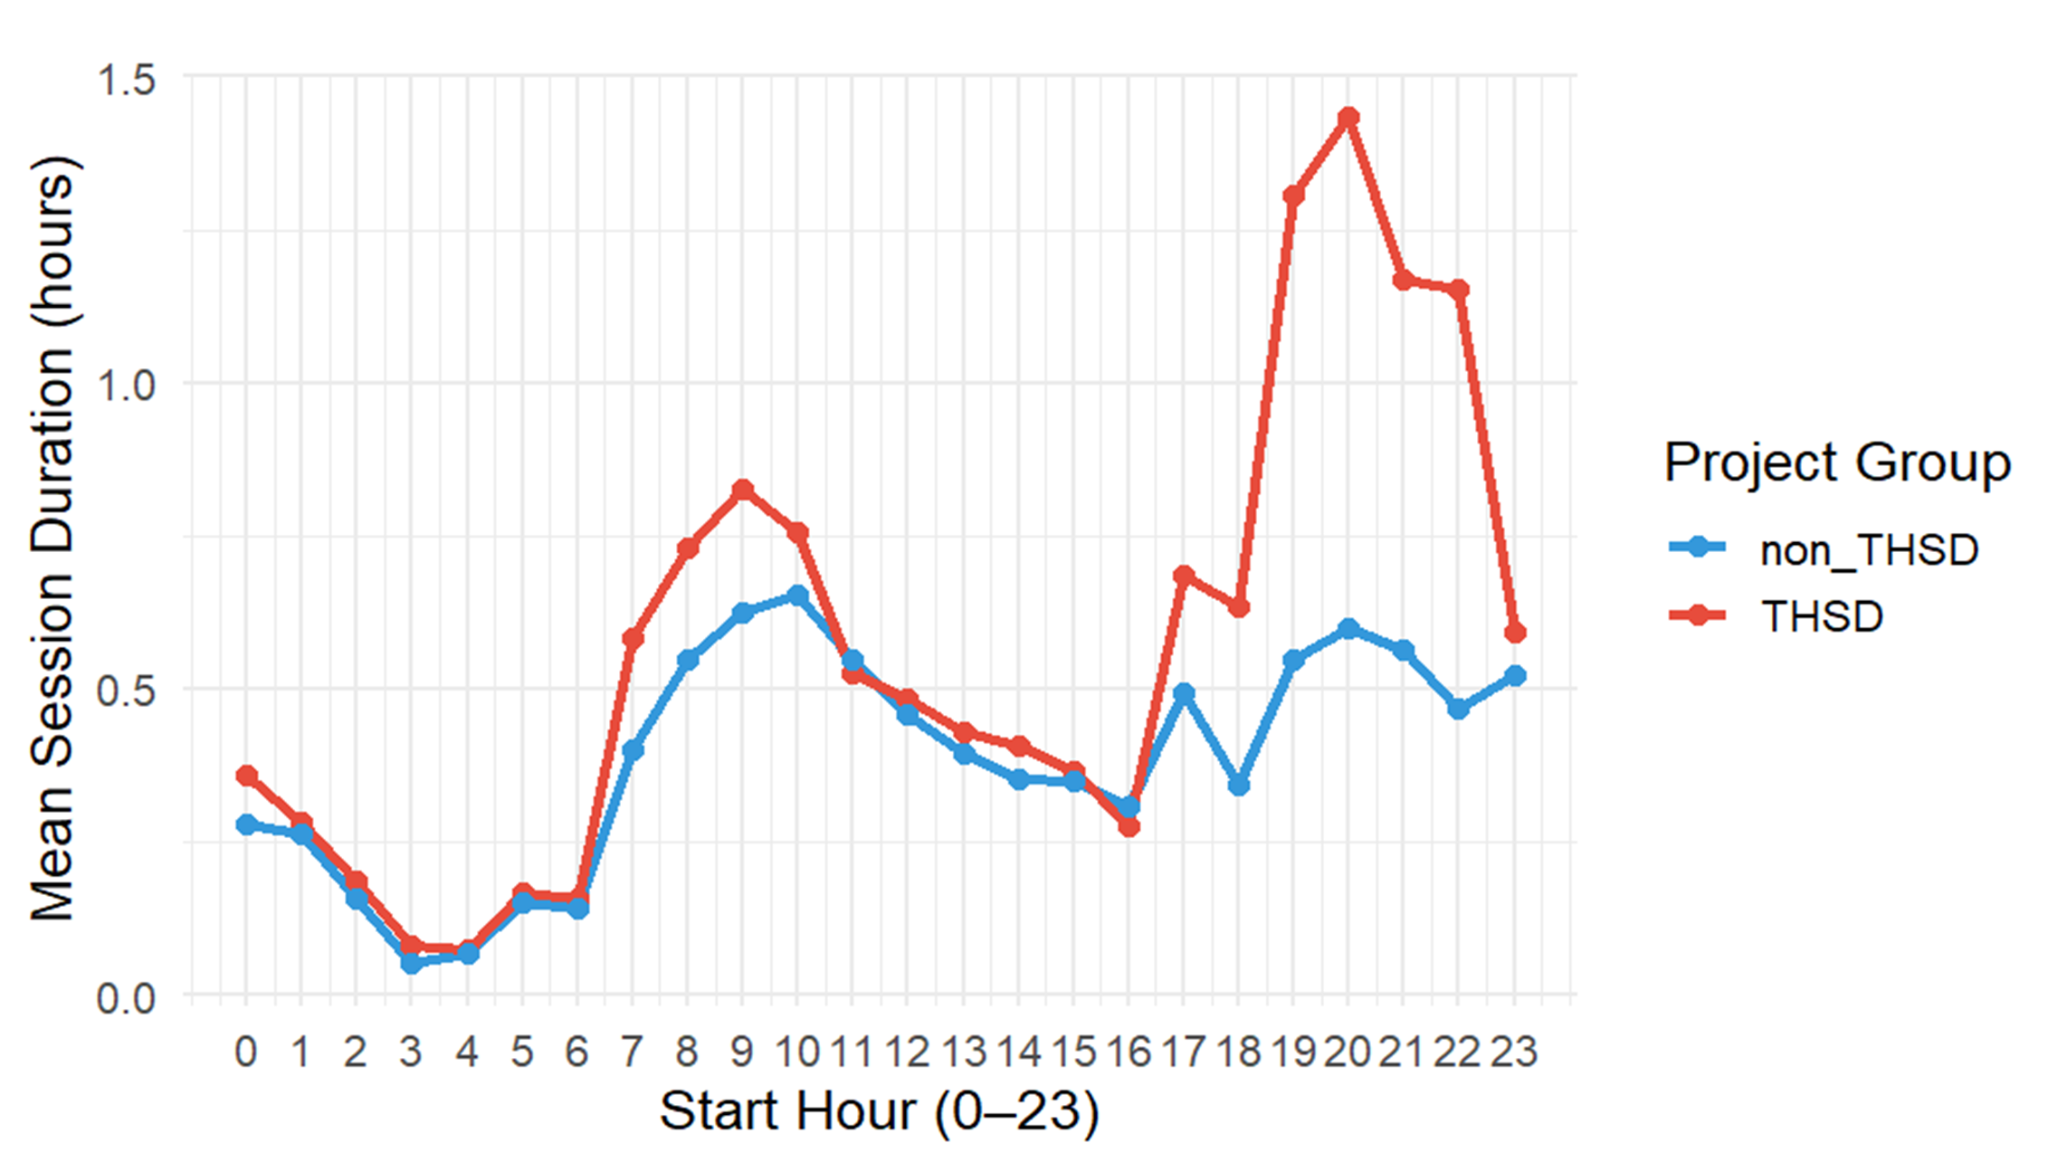 Mean Session Duration (hours)
1.5
1.0
0.5
0.0
0 1 2 3 4 5 6 7 8 9 10 11 12 13 14 15 16 17 18 19 20 21 22 23
Start Hour (0–23)
Project Group
non_THSD
THSD